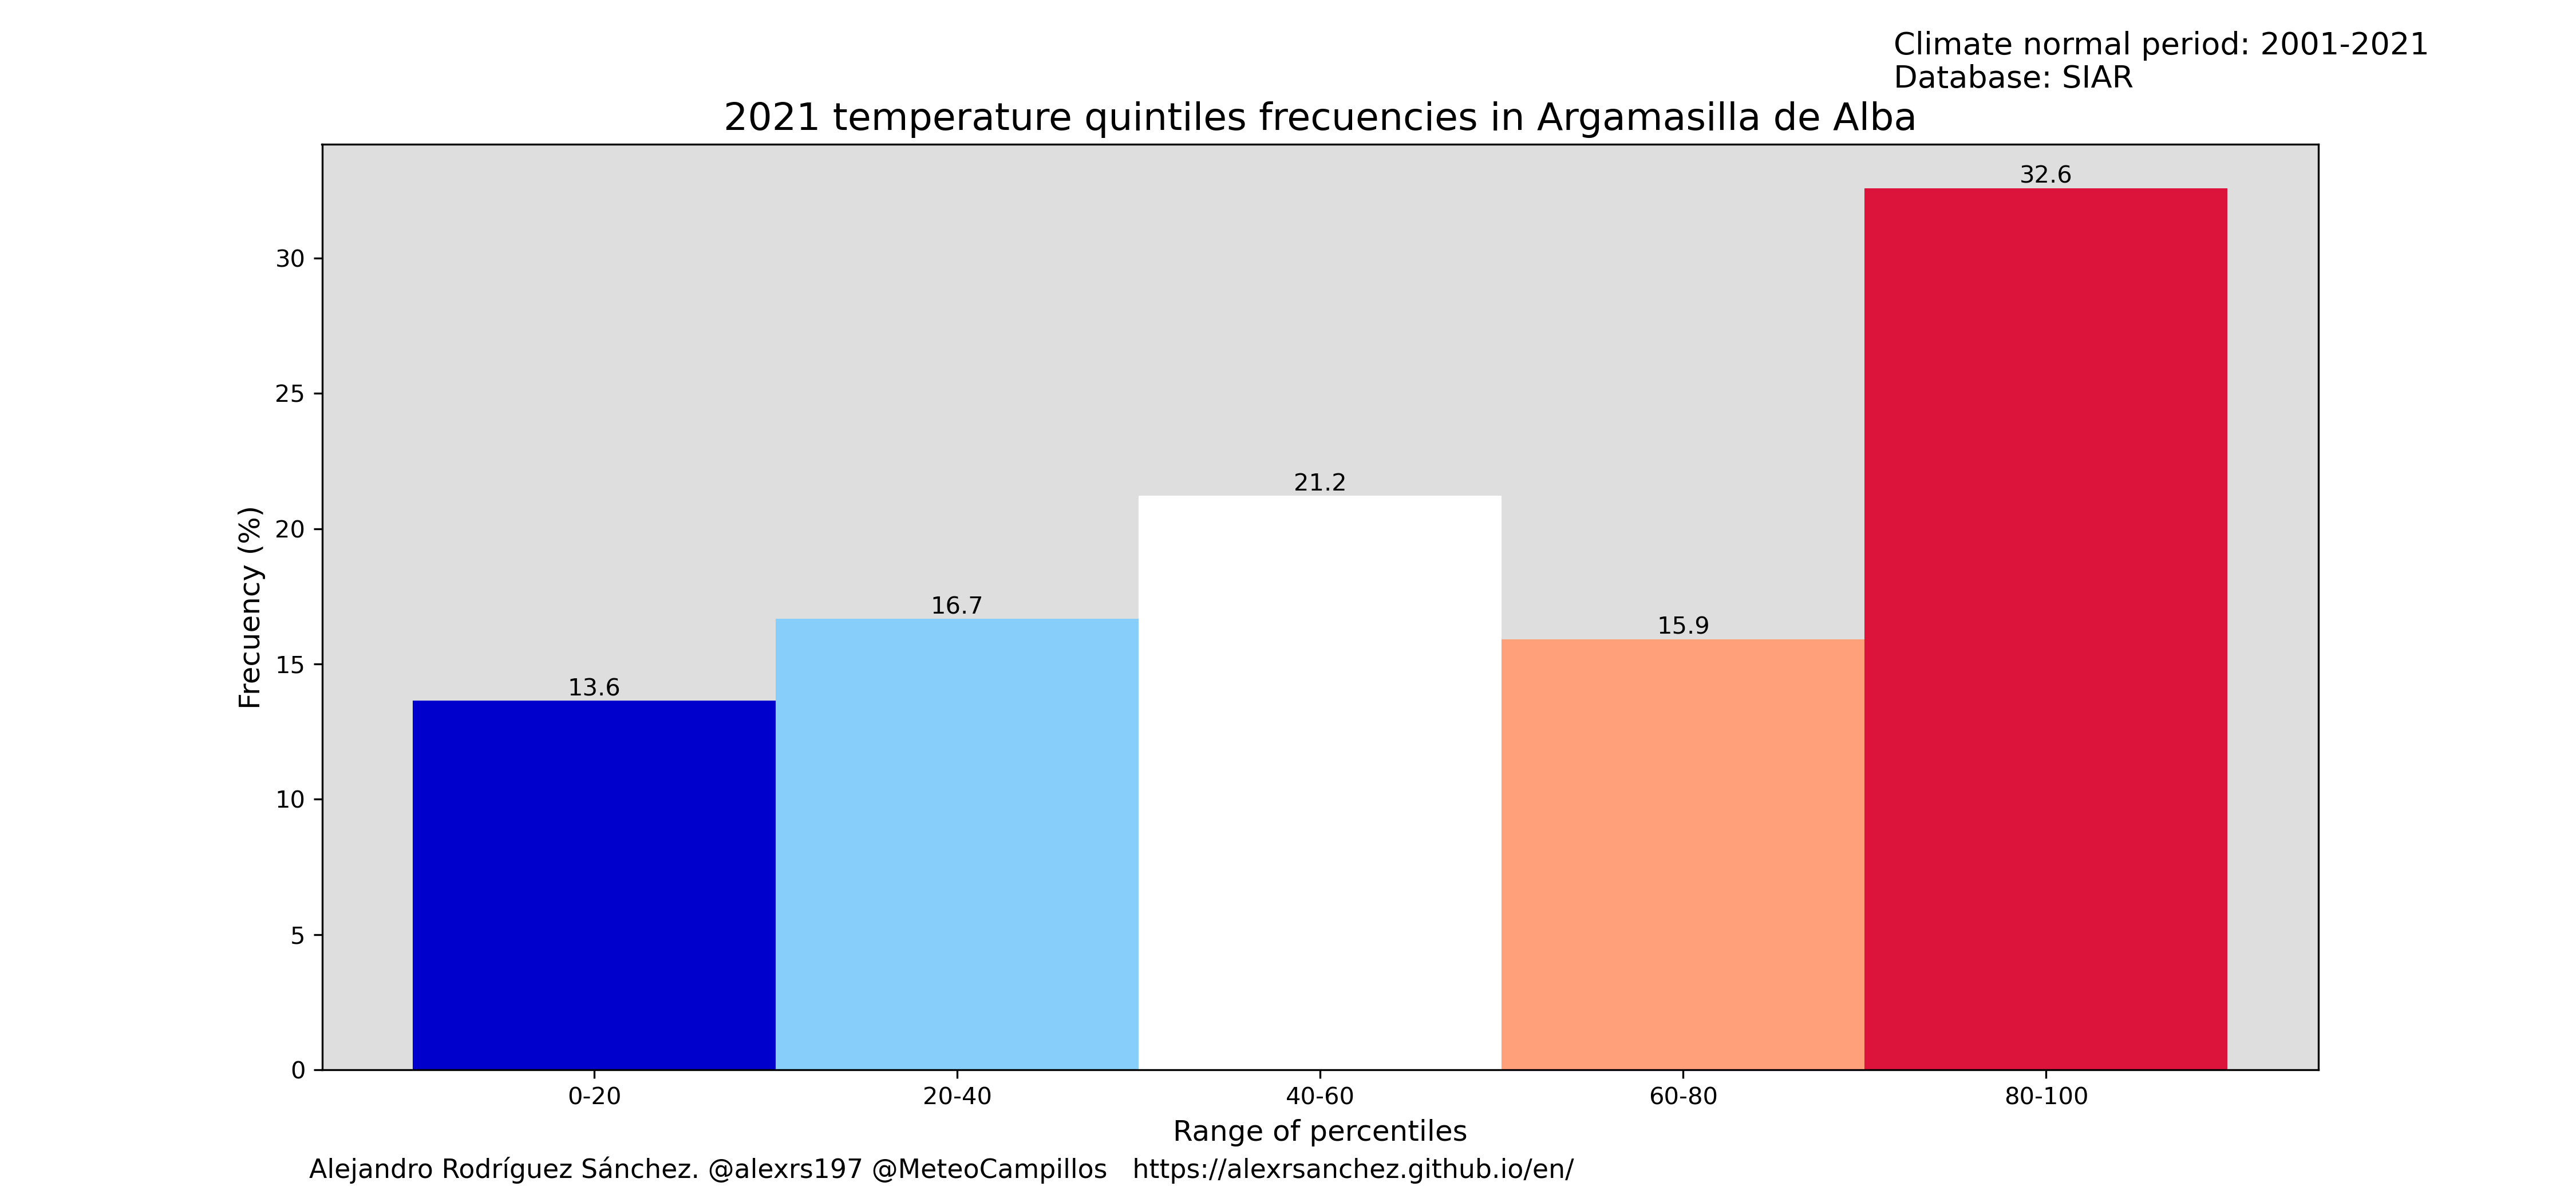 Climate normal period: 2001-2021
Database: SIAR
2021 temperature quintiles frecuencies in Argamasilla de Alba
32.6
30
25
21.2
Frecuency (%)
20
16.7
15.9
15
13.6
10
5
0
0-20 20-40 40-60 60-80 80-100
Range of percentiles
Alejandro Rodríguez Sánchez. @alexrs197 @MeteoCampillos https://alexrsanchez.github.io/en/